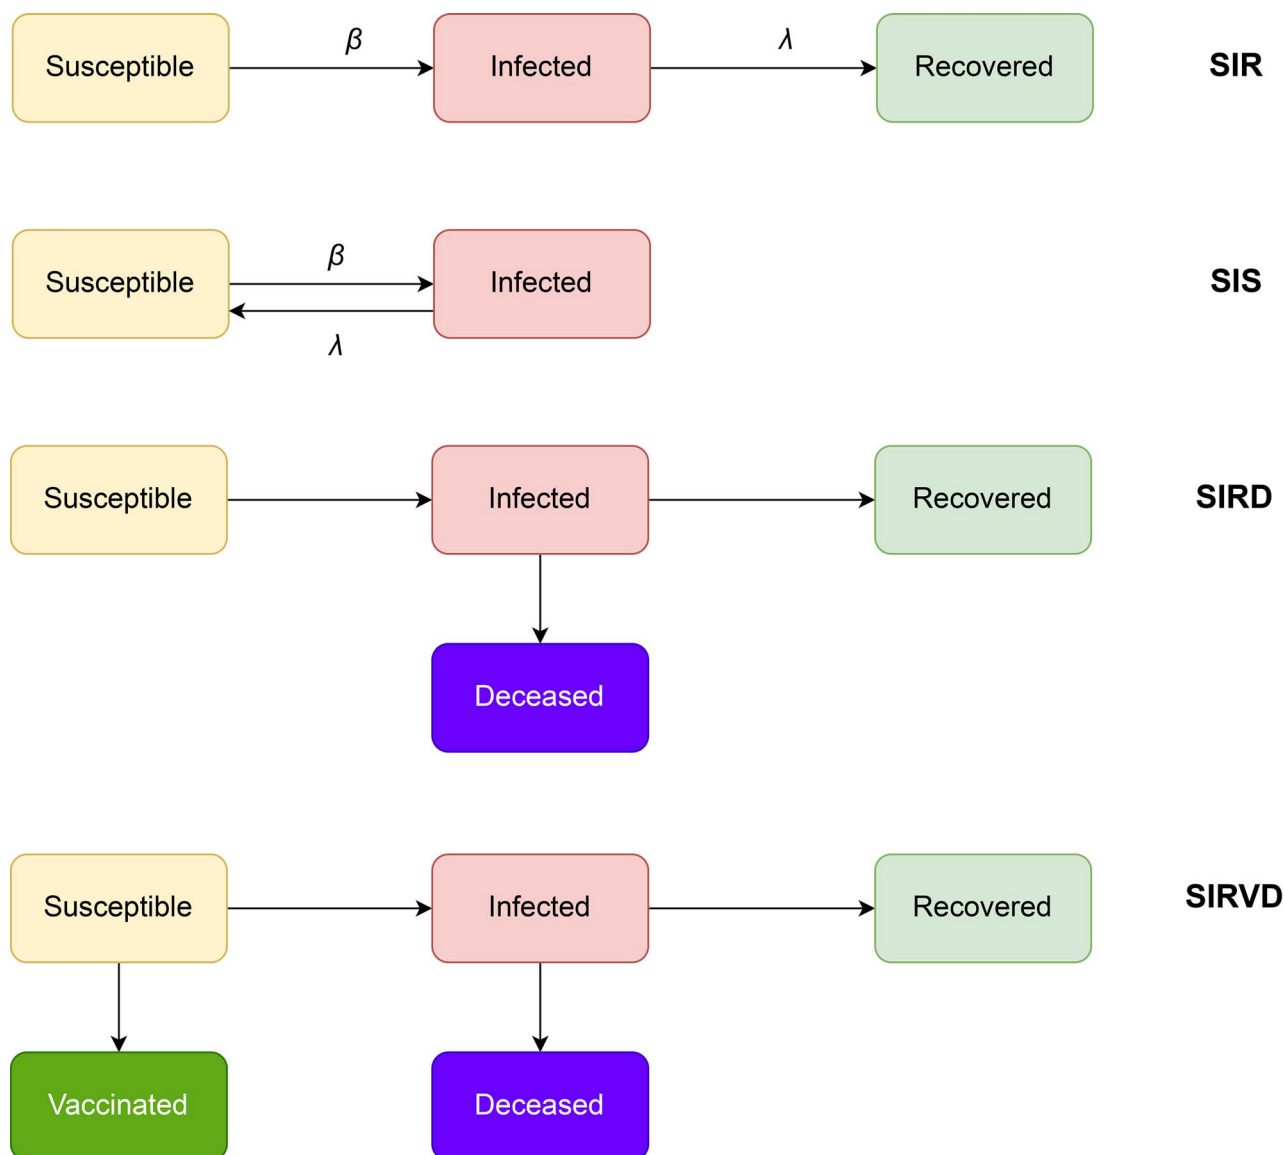 β
λ
Susceptible
Infected
Recovered
SIR
β
Susceptible
Infected
SIS
λ
Susceptible
Infected
Recovered
SIRD
Deceased
Susceptible
Infected
Recovered
SIRVD
Vaccinated
Deceased